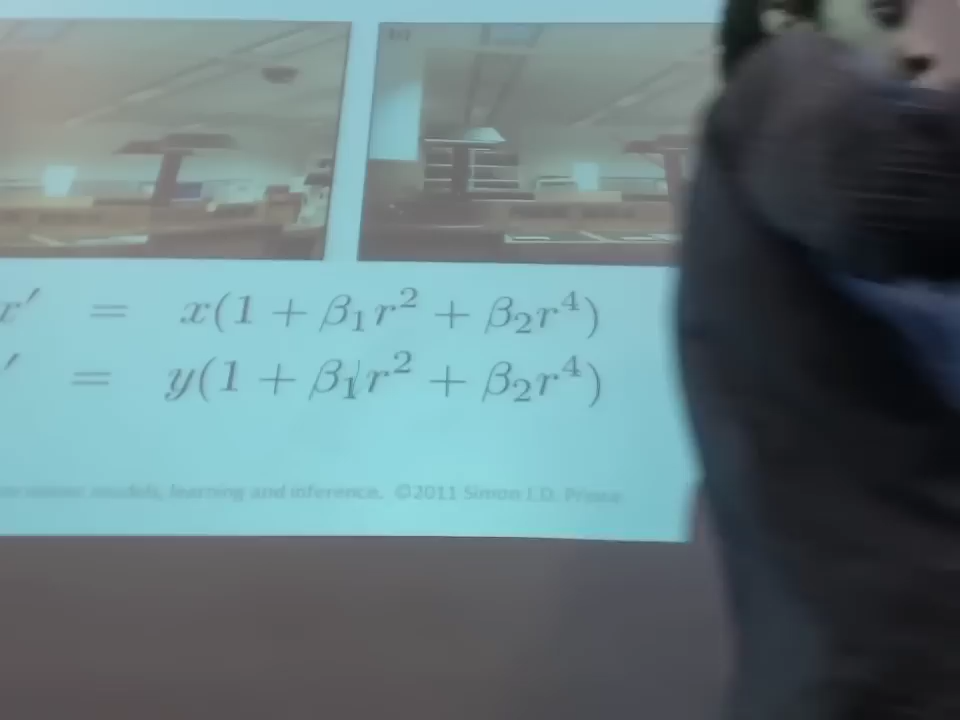 x′ = x(1 + β₁r² + β₂r⁴)
′ = y(1 + β₁r² + β₂r⁴)
models, learning and inference. ©2011 Simon J.D. Prince